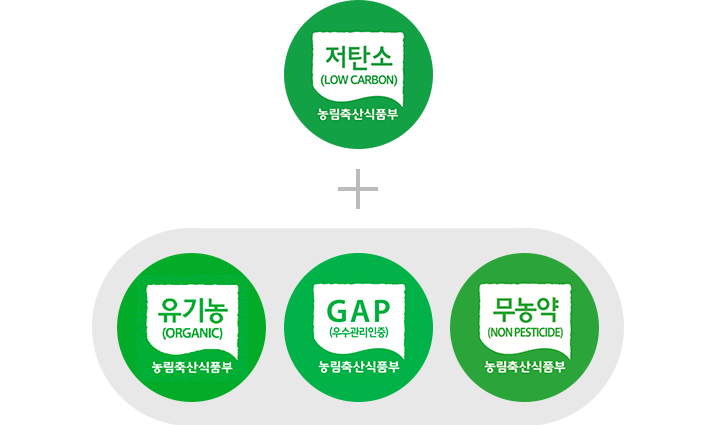 저탄소
(LOW CARBON)
농림축산식품부
유기농
(ORGANIC)
농림축산식품부
GAP
(우수관리인증)
농림축산식품부
무농약
(NON PESTICIDE)
농림축산식품부